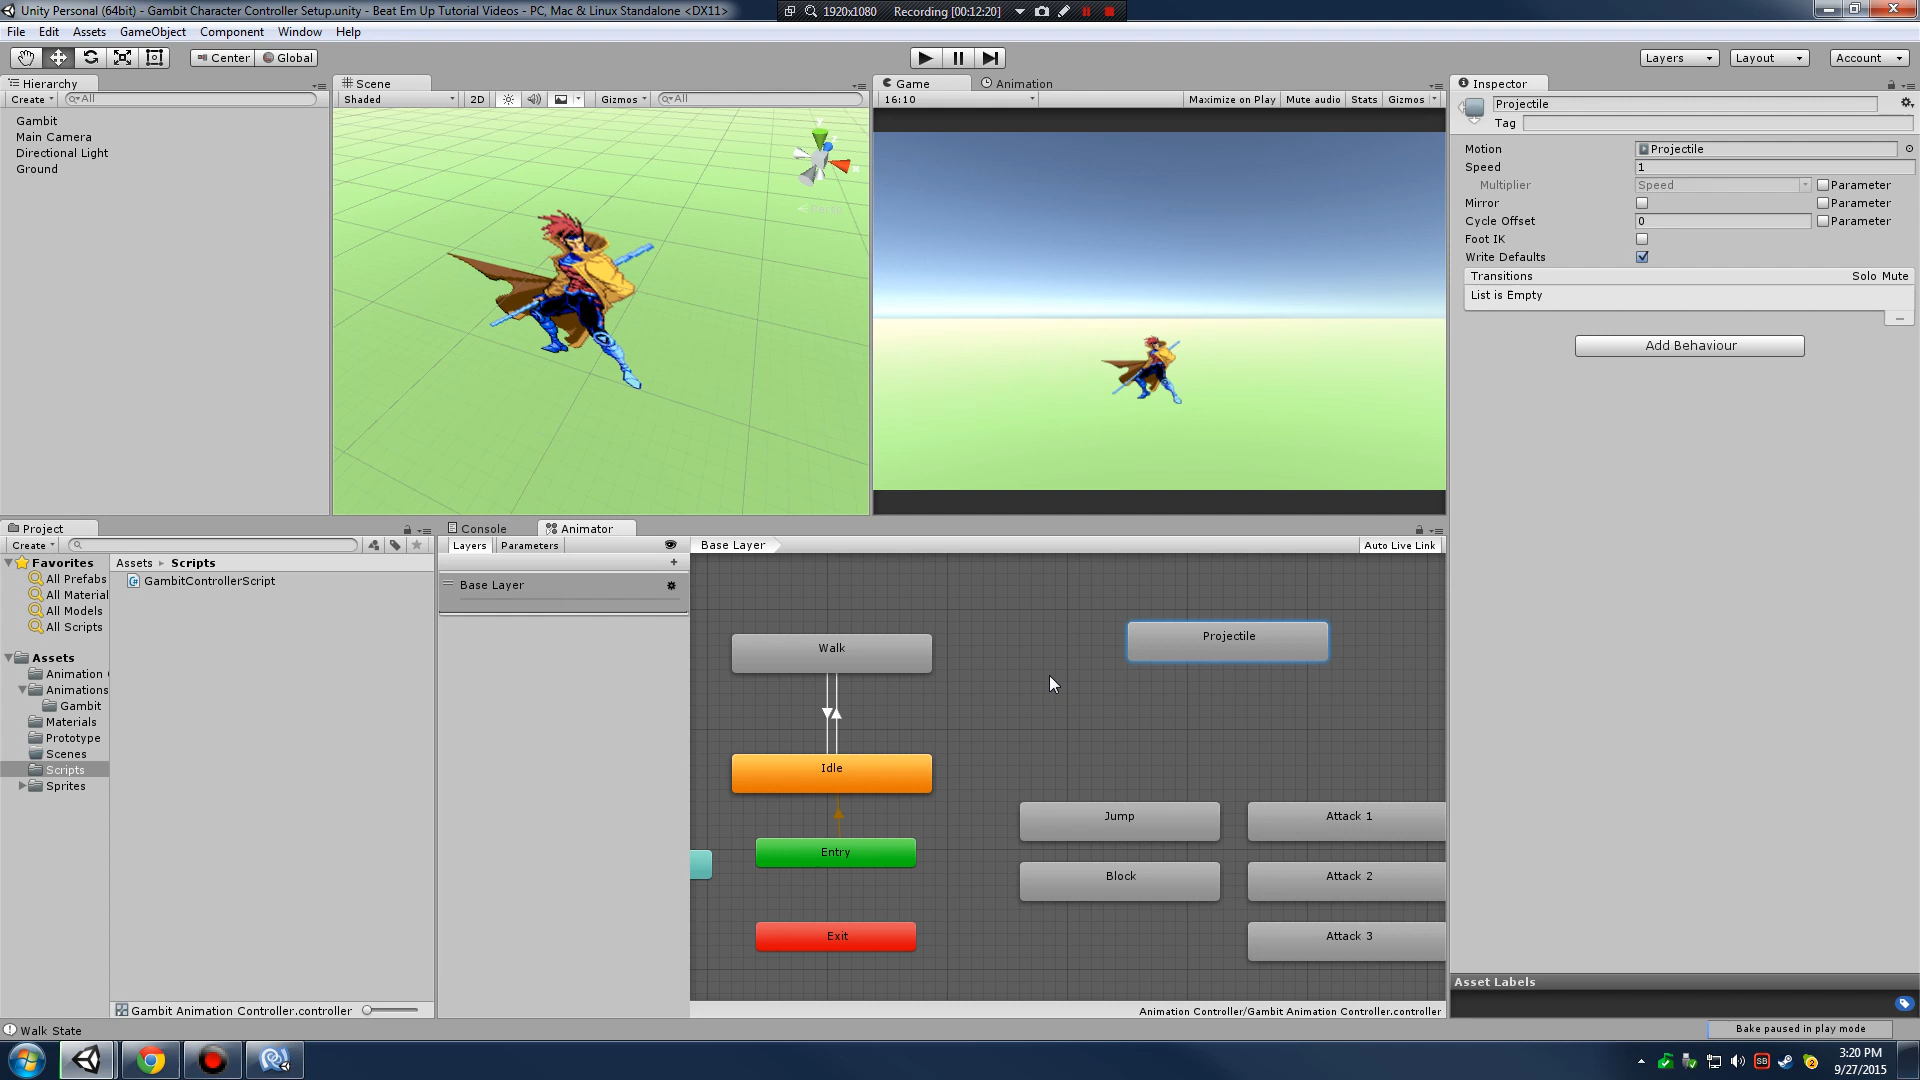 Unity Personal (64bit) - Gambit Character Controller Setup.unity - Beat Em Up Tutorial Videos - PC, Mac & Linux Standalone <DX11>
1920x1080 Recording [00:12:20]
File Edit Assets GameObject Component Window Help
Center Global Layers Layout Account
Hierarchy
Create All
Gambit
Main Camera
Directional Light
Ground
Scene
Shaded 2D Gizmos All
y
x
Persp
Game Animation
16:10 Maximize on Play Mute audio Stats Gizmos
Inspector
Projectile
Tag
Motion Projectile
Speed 1
Multiplier Speed Parameter
Mirror Parameter
Cycle Offset 0 Parameter
Foot IK
Write Defaults
Transitions Solo Mute
List is Empty
Add Behaviour
Project
Create
Favorites
All Prefabs
All Material
All Models
All Scripts
Assets
Animation
Animations
Gambit
Materials
Prototype
Scenes
Scripts
Sprites
Assets Scripts
GambitControllerScript
Gambit Animation Controller.controller
Console Animator
Layers Parameters
Base Layer
Base Layer Auto Live Link
Walk
Projectile
Idle
Jump
Attack 1
Entry
Block
Attack 2
Exit
Attack 3
Animation Controller/Gambit Animation Controller.controller
Asset Labels
Walk State
Bake paused in play mode
SB
2
3:20 PM
9/27/2015